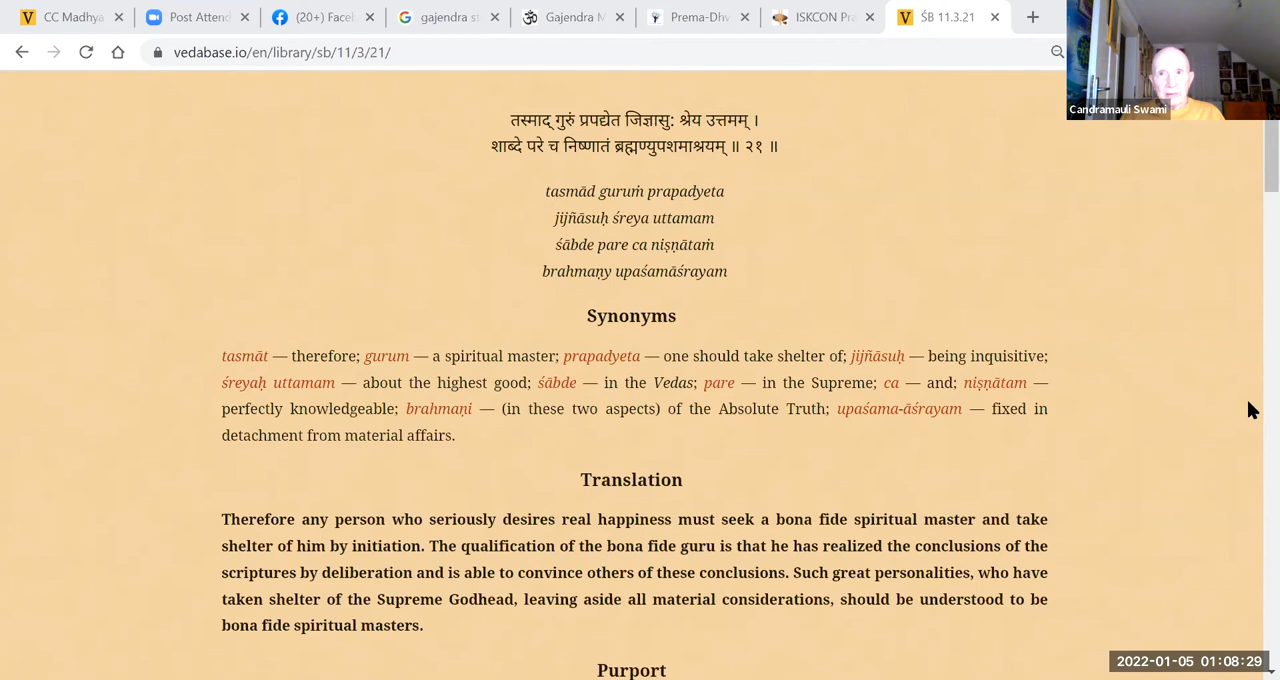 CC Madhya
Post Attend
(20+) Face
gajendra st
Gajendra M
Prema-Dhv
ISKCON Pra
ŚB 11.3.21
vedabase.io/en/library/sb/11/3/21/
Candramauli Swami
तस्माद् गुरुं प्रपद्येत जिज्ञासु: श्रेय उत्तमम् ।
शाब्दे परे च निष्णातं ब्रह्मण्युपशमाश्रयम् ॥ २१ ॥
tasmād guruṁ prapadyeta
jijñāsuḥ śreya uttamam
śābde pare ca niṣṇātaṁ
brahmaṇy upaśamāśrayam
Synonyms
tasmāt — therefore; gurum — a spiritual master; prapadyeta — one should take shelter of; jijñāsuḥ — being inquisitive;
śreyaḥ uttamam — about the highest good; śābde — in the Vedas; pare — in the Supreme; ca — and; niṣṇātam —
perfectly knowledgeable; brahmaṇi — (in these two aspects) of the Absolute Truth; upaśama-āśrayam — fixed in
detachment from material affairs.
Translation
Therefore any person who seriously desires real happiness must seek a bona fide spiritual master and take
shelter of him by initiation. The qualification of the bona fide guru is that he has realized the conclusions of the
scriptures by deliberation and is able to convince others of these conclusions. Such great personalities, who have
taken shelter of the Supreme Godhead, leaving aside all material considerations, should be understood to be
bona fide spiritual masters.
Purport
2022-01-05 01:08:29